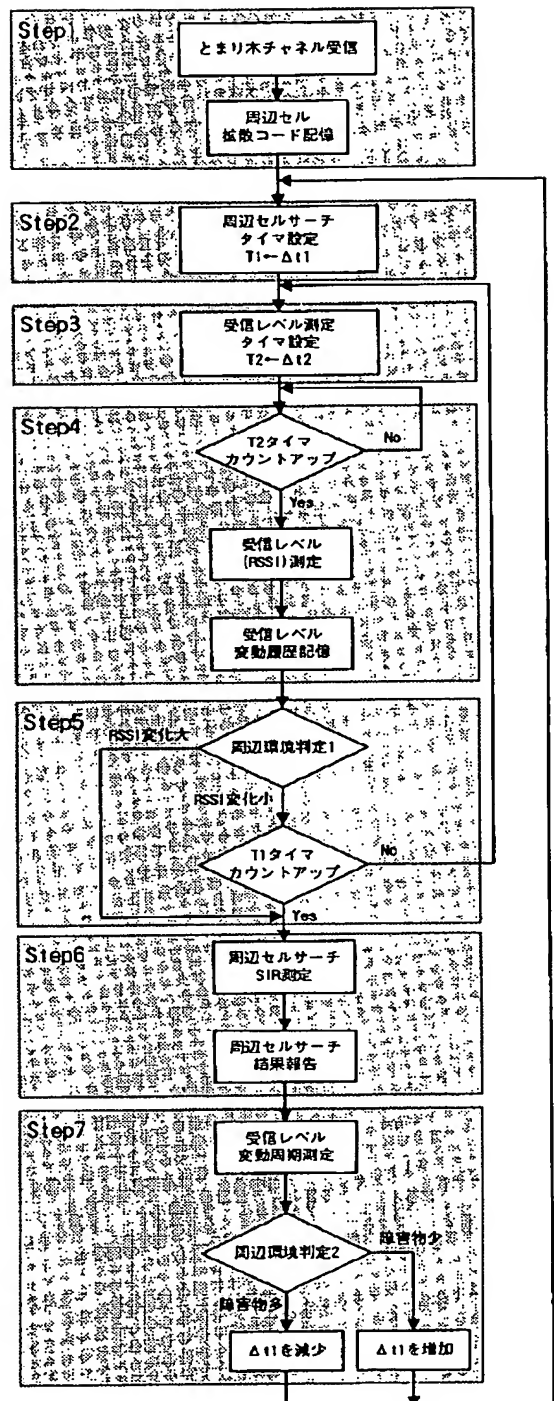 Step1
とまり木チャネル受信
周辺セル
拡散コード記憶
Step2
周辺セルサーチ
タイマ設定
T1←Δt1
Step3
受信レベル測定
タイマ設定
T2←Δt2
Step4
T2タイマ
カウントアップ
No
Yes
受信レベル
(RSSI)測定
受信レベル
変動履歴記憶
Step5
RSSI変化大
周辺環境判定1
RSSI変化小
T1タイマ
カウントアップ
No
Yes
Step6
周辺セルサーチ
SIR測定
周辺セルサーチ
結果報告
Step7
受信レベル
変動周期測定
周辺環境判定2
障害物少
障害物多
Δt1を減少
Δt1を増加